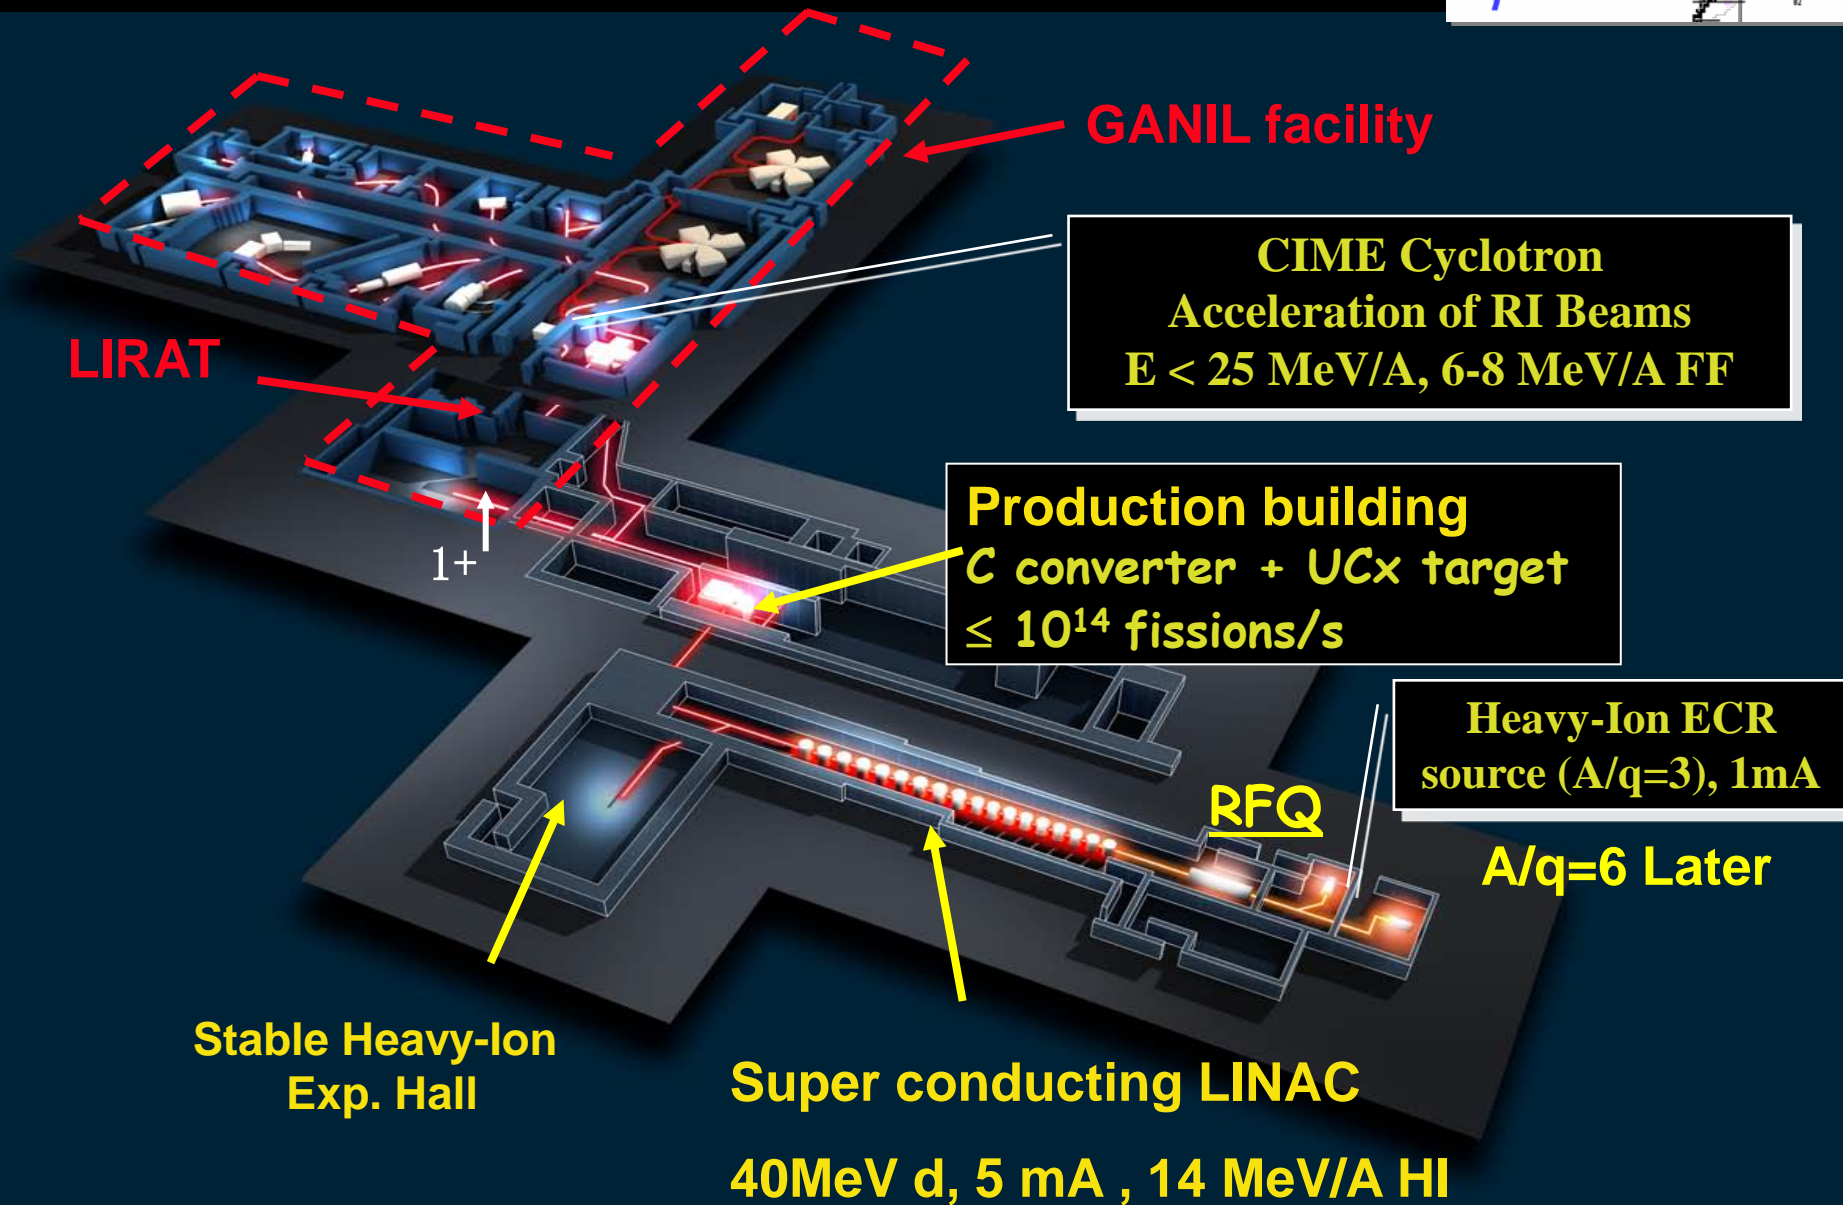 GANIL facility
CIME Cyclotron
Acceleration of RI Beams
E < 25 MeV/A, 6-8 MeV/A FF
LIRAT
Production building
C converter + UCx target
≤ 10¹⁴ fissions/s
1+
Heavy-Ion ECR
source (A/q=3), 1mA
RFQ
A/q=6 Later
Stable Heavy-Ion
Exp. Hall
Super conducting LINAC
40MeV d, 5 mA , 14 MeV/A HI